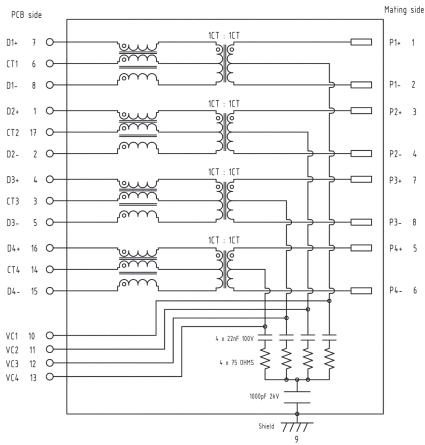 PCB side
Mating side
1CT : 1CT
D1+ 7
P1+ 1
CT1 6
D1- 8
P1- 2
1CT : 1CT
D2+ 1
P2+ 3
CT2 17
D2- 2
P2- 4
1CT : 1CT
D3+ 4
P3+ 7
CT3 3
D3- 5
P3- 8
1CT : 1CT
D4+ 16
P4+ 5
CT4 14
D4- 15
P4- 6
VC1 10
VC2 11
VC3 12
VC4 13
4 x 22nF 100V
4 x 75 OHMS
1000pF 2kV
Shield
9